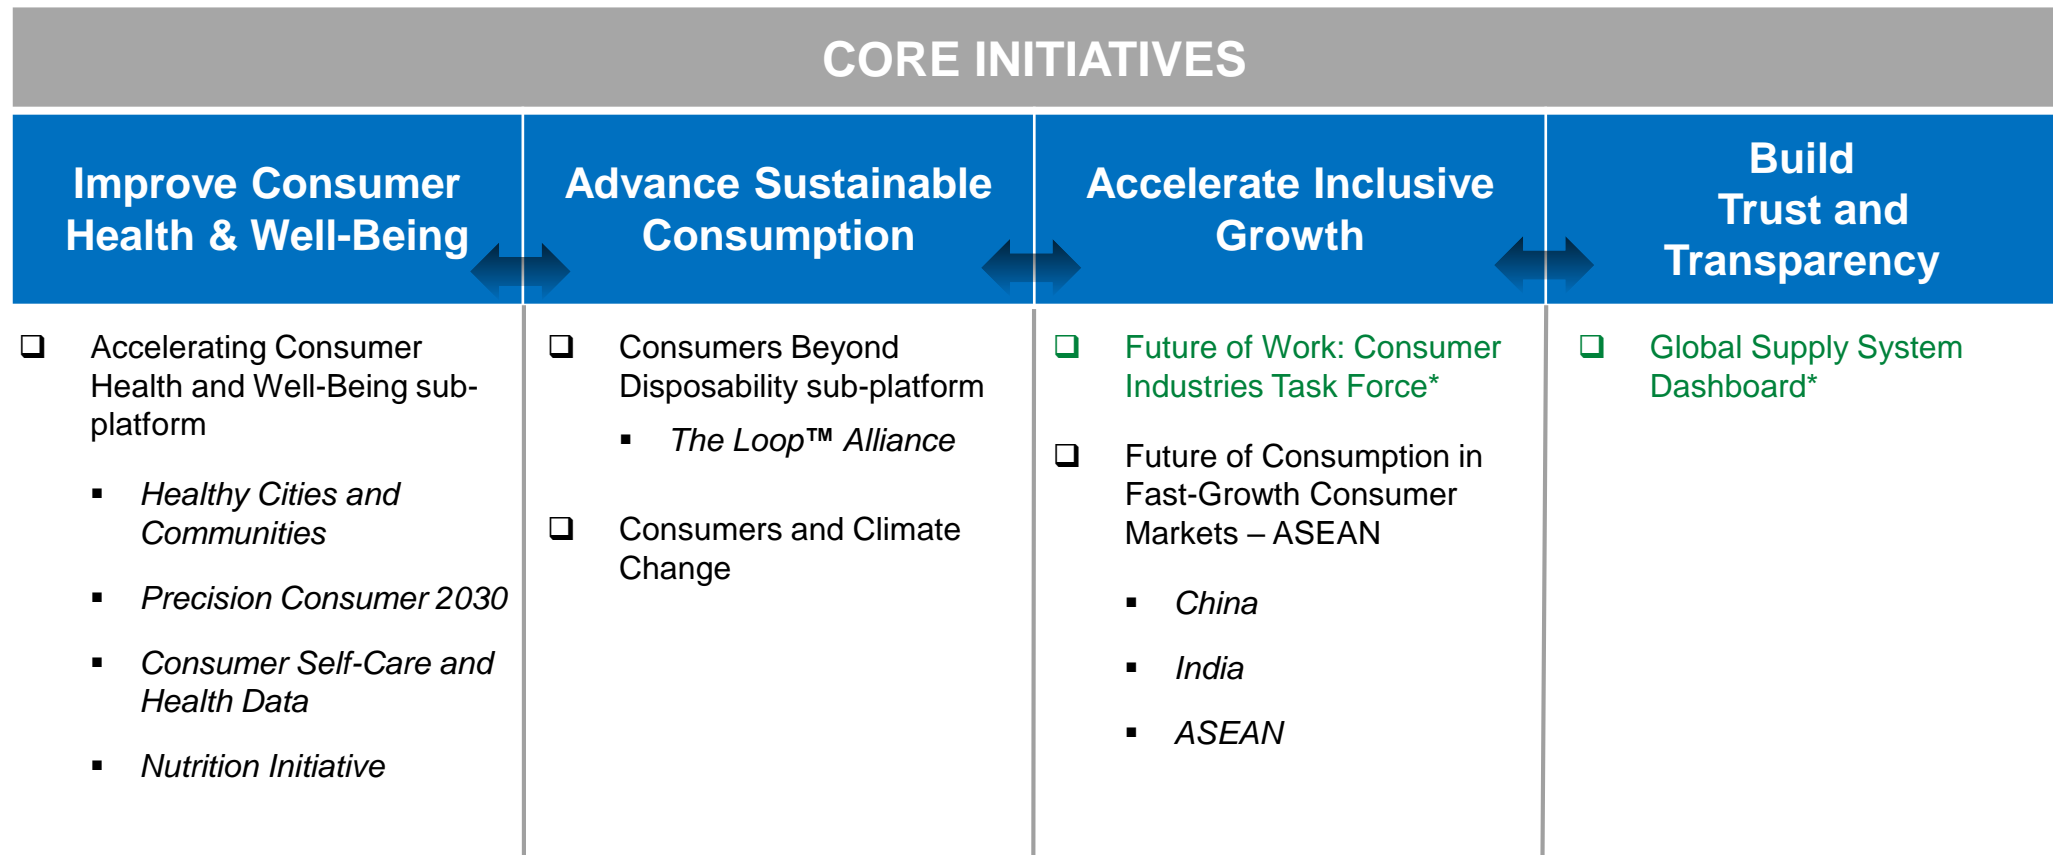 CORE INITIATIVES
Improve Consumer
Health & Well-Being
Advance Sustainable
Consumption
Accelerate Inclusive
Growth
Build
Trust and
Transparency
Accelerating Consumer
Health and Well-Being sub-
platform
Healthy Cities and
Communities
Precision Consumer 2030
Consumer Self-Care and
Health Data
Nutrition Initiative
Consumers Beyond
Disposability sub-platform
The Loop™ Alliance
Consumers and Climate
Change
Future of Work: Consumer
Industries Task Force*
Future of Consumption in
Fast-Growth Consumer
Markets – ASEAN
China
India
ASEAN
Global Supply System
Dashboard*